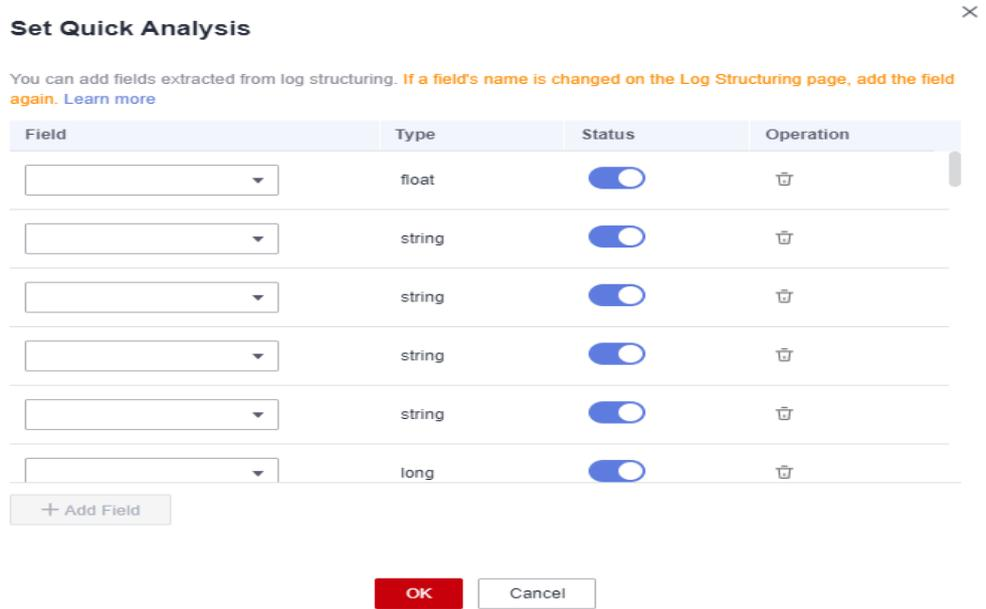 Set Quick Analysis
You can add fields extracted from log structuring. If a field's name is changed on the Log Structuring page, add the field
again. Learn more
Field Type Status Operation
float
string
string
string
string
long
+ Add Field
OK Cancel